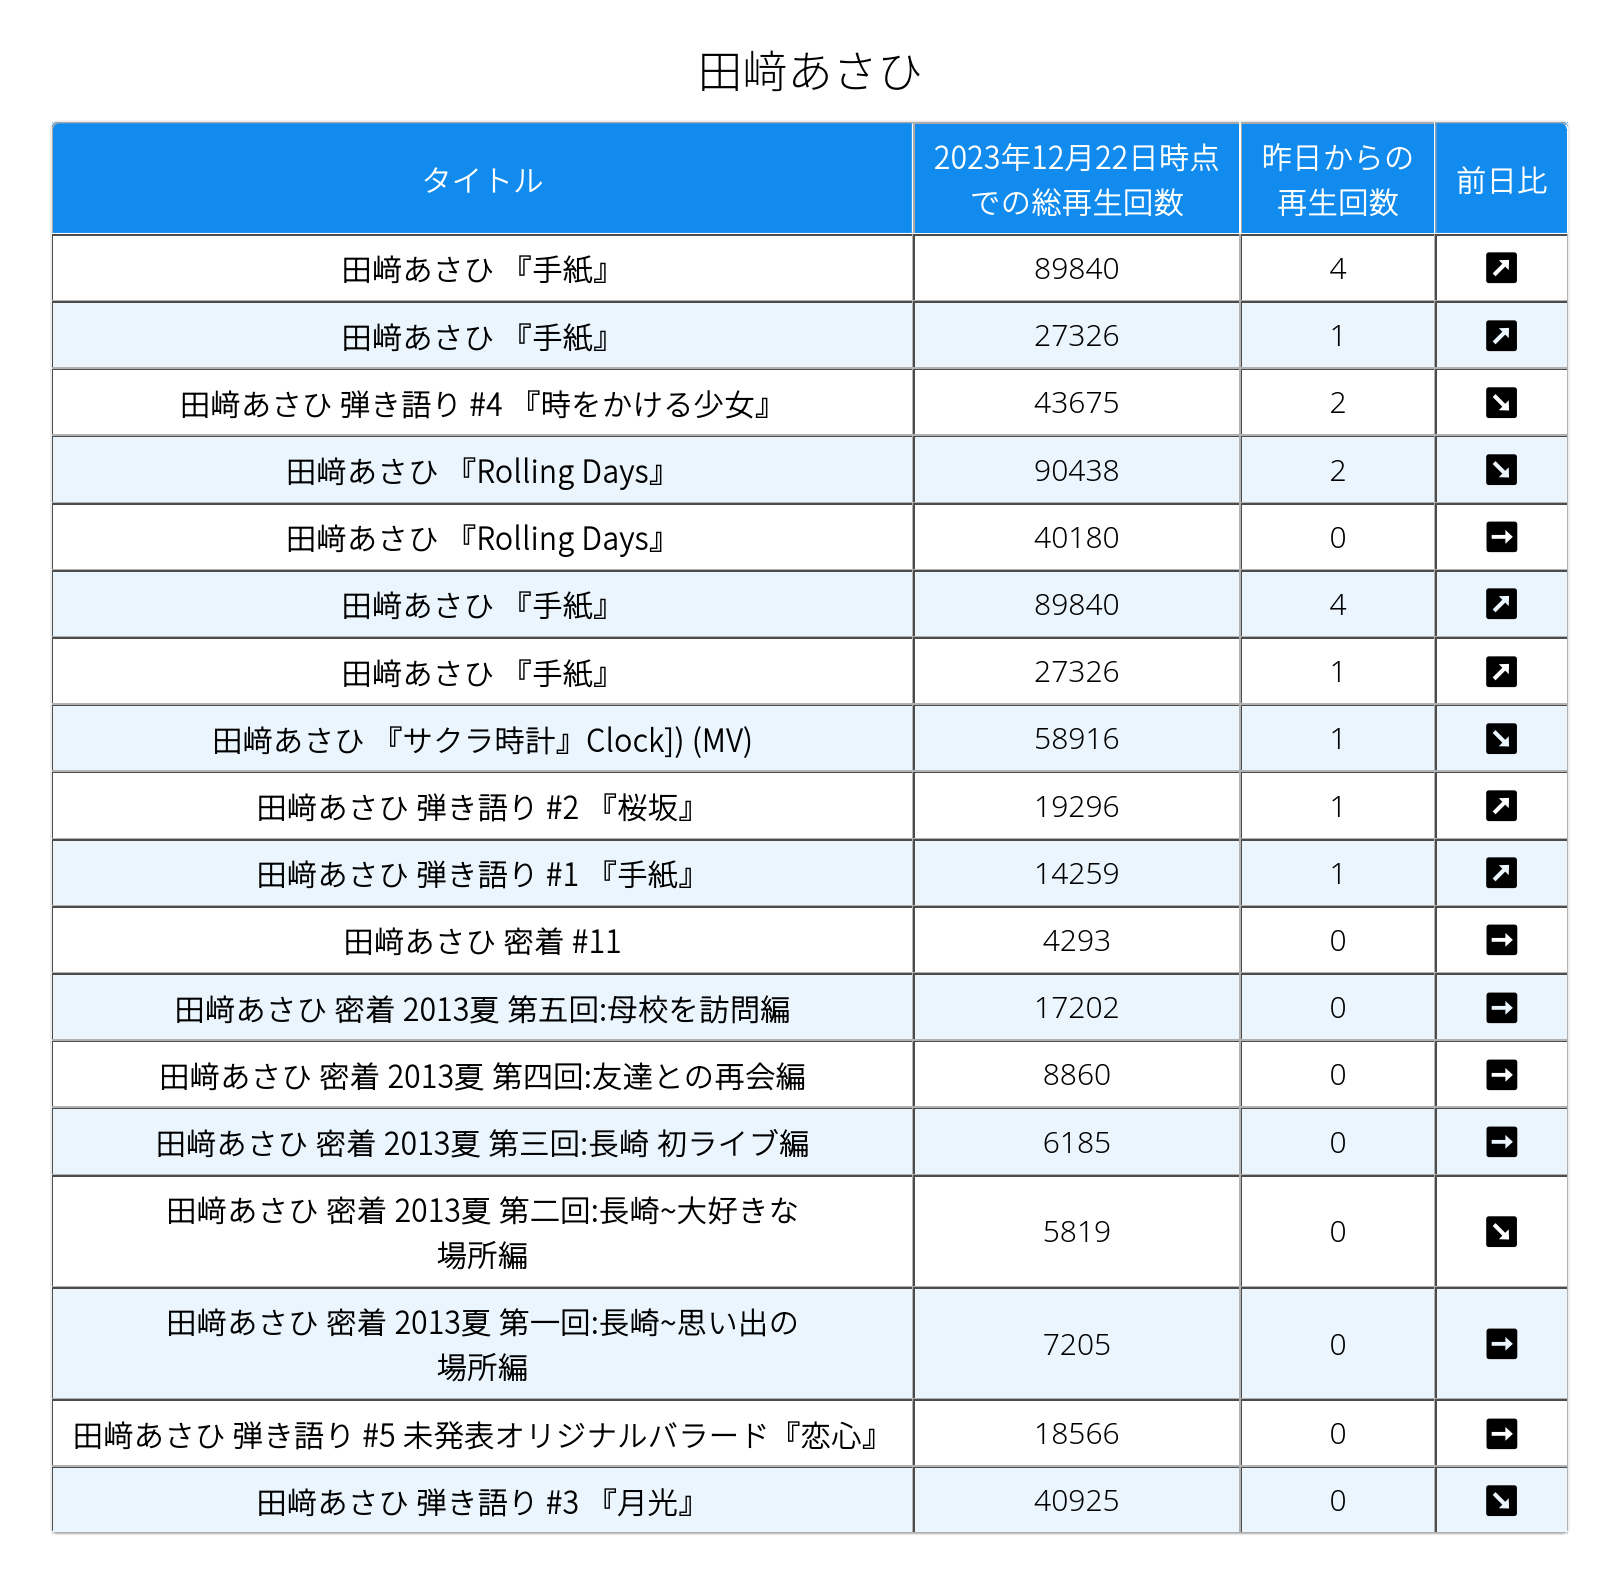 田﨑あさひ
タイトル
2023年12月22日時点
での総再生回数
昨日からの
再生回数
前日比
田﨑あさひ 『手紙』 89840 4 ↗
田﨑あさひ 『手紙』 27326 1 ↗
田﨑あさひ 弾き語り #4 『時をかける少女』 43675 2 ↘
田﨑あさひ 『Rolling Days』 90438 2 ↘
田﨑あさひ 『Rolling Days』 40180 0 →
田﨑あさひ 『手紙』 89840 4 ↗
田﨑あさひ 『手紙』 27326 1 ↗
田﨑あさひ 『サクラ時計』Clock]) (MV) 58916 1 ↘
田﨑あさひ 弾き語り #2 『桜坂』 19296 1 ↗
田﨑あさひ 弾き語り #1 『手紙』 14259 1 ↗
田﨑あさひ 密着 #11 4293 0 →
田﨑あさひ 密着 2013夏 第五回:母校を訪問編 17202 0 →
田﨑あさひ 密着 2013夏 第四回:友達との再会編 8860 0 →
田﨑あさひ 密着 2013夏 第三回:長崎 初ライブ編 6185 0 →
田﨑あさひ 密着 2013夏 第二回:長崎~大好きな
場所編 5819 0 ↘
田﨑あさひ 密着 2013夏 第一回:長崎~思い出の
場所編 7205 0 →
田﨑あさひ 弾き語り #5 未発表オリジナルバラード『恋心』 18566 0 →
田﨑あさひ 弾き語り #3 『月光』 40925 0 ↘